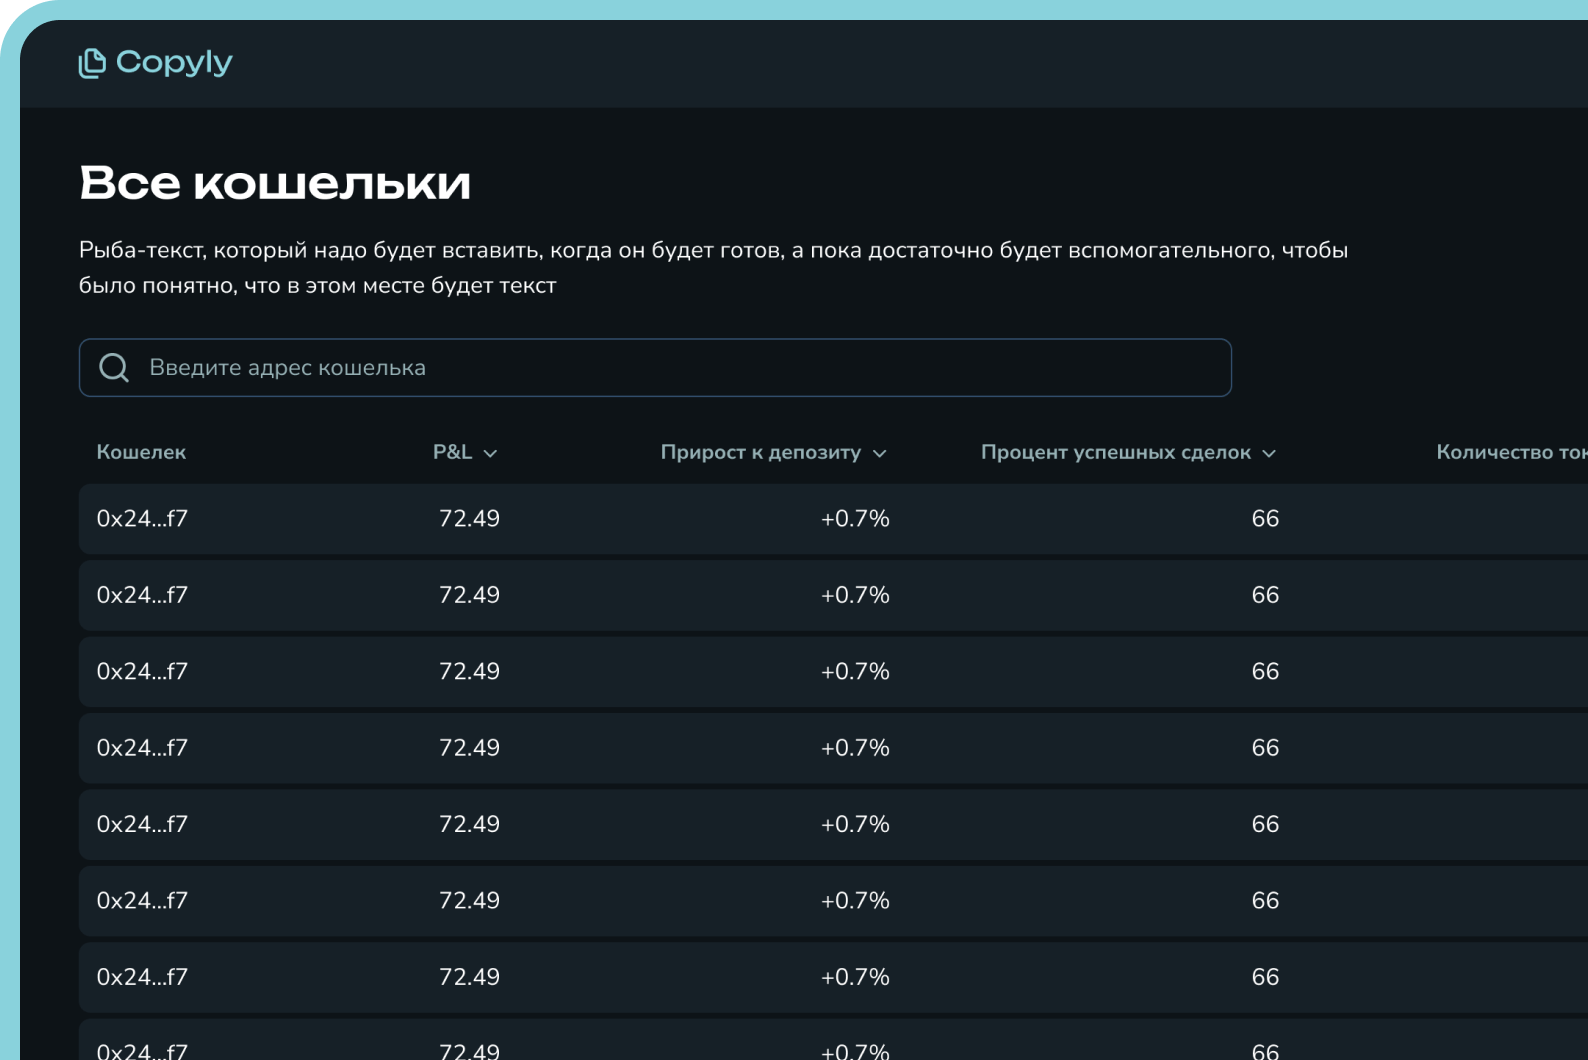 Copyly
Все кошельки
Рыба-текст, который надо будет вставить, когда он будет готов, а пока достаточно будет вспомогательного, чтобы
было понятно, что в этом месте будет текст
Введите адрес кошелька
Кошелек P&L Прирост к депозиту Процент успешных сделок Количество
0x24...f7 72.49 +0.7% 66
0x24...f7 72.49 +0.7% 66
0x24...f7 72.49 +0.7% 66
0x24...f7 72.49 +0.7% 66
0x24...f7 72.49 +0.7% 66
0x24...f7 72.49 +0.7% 66
0x24...f7 72.49 +0.7% 66
0x24...f7 72.49 +0.7% 66